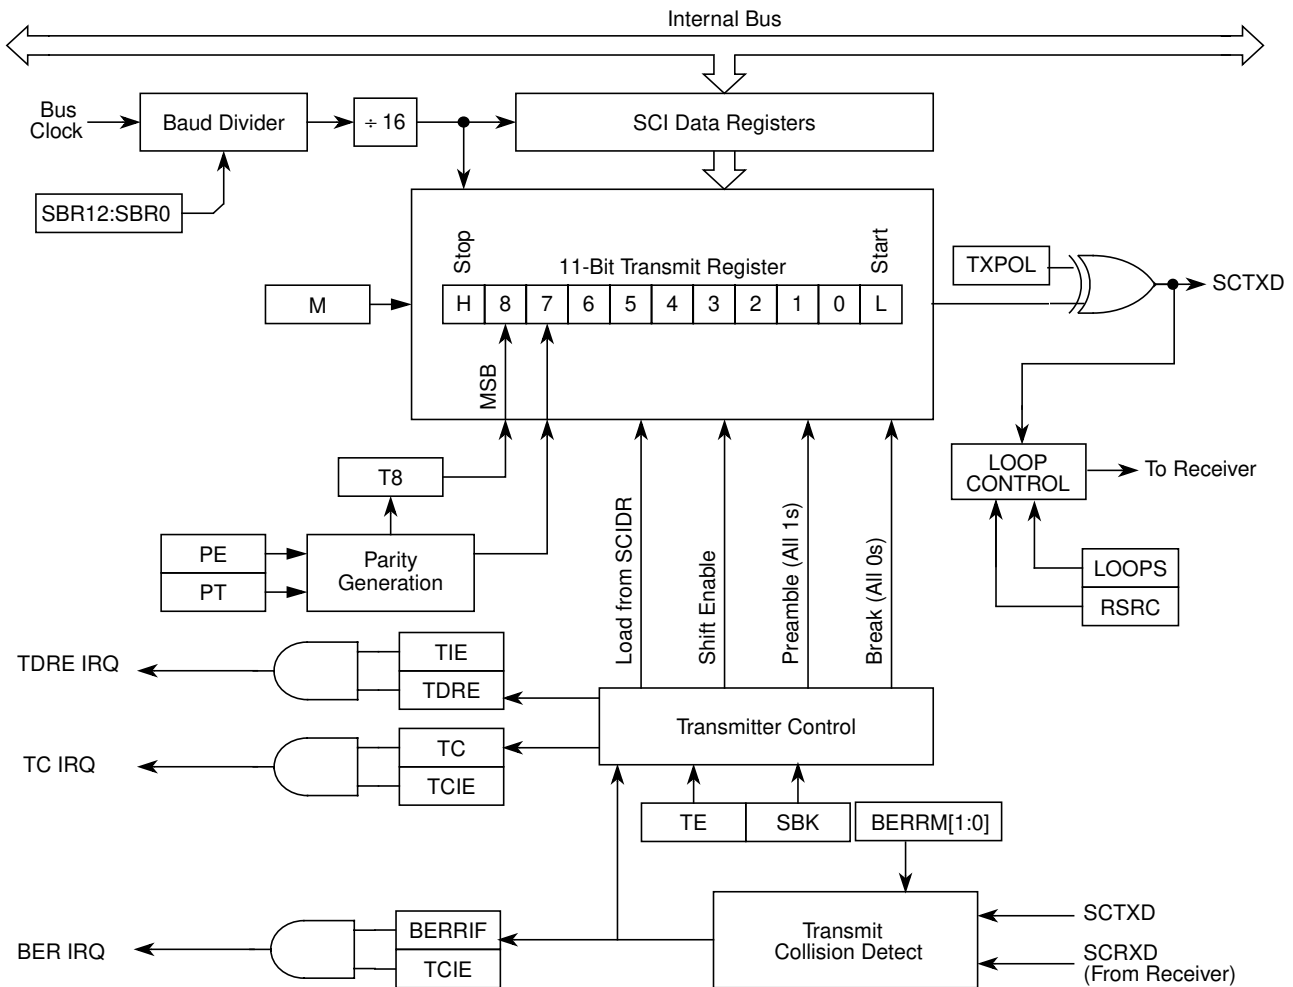 Internal Bus
Bus
Clock
Baud Divider
÷ 16
SCI Data Registers
SBR12:SBR0
Stop
11-Bit Transmit Register
Start
TXPOL
SCTXD
M
H 8 7 6 5 4 3 2 1 0 L
MSB
T8
LOOP
CONTROL
To Receiver
PE
PT
Parity
Generation
Load from SCIDR
Shift Enable
Preamble (All 1s)
Break (All 0s)
LOOPS
RSRC
TDRE IRQ
TIE
TDRE
Transmitter Control
TC IRQ
TC
TCIE
TE
SBK
BERRM[1:0]
BER IRQ
BERRIF
TCIE
Transmit
Collision Detect
SCTXD
SCRXD
(From Receiver)